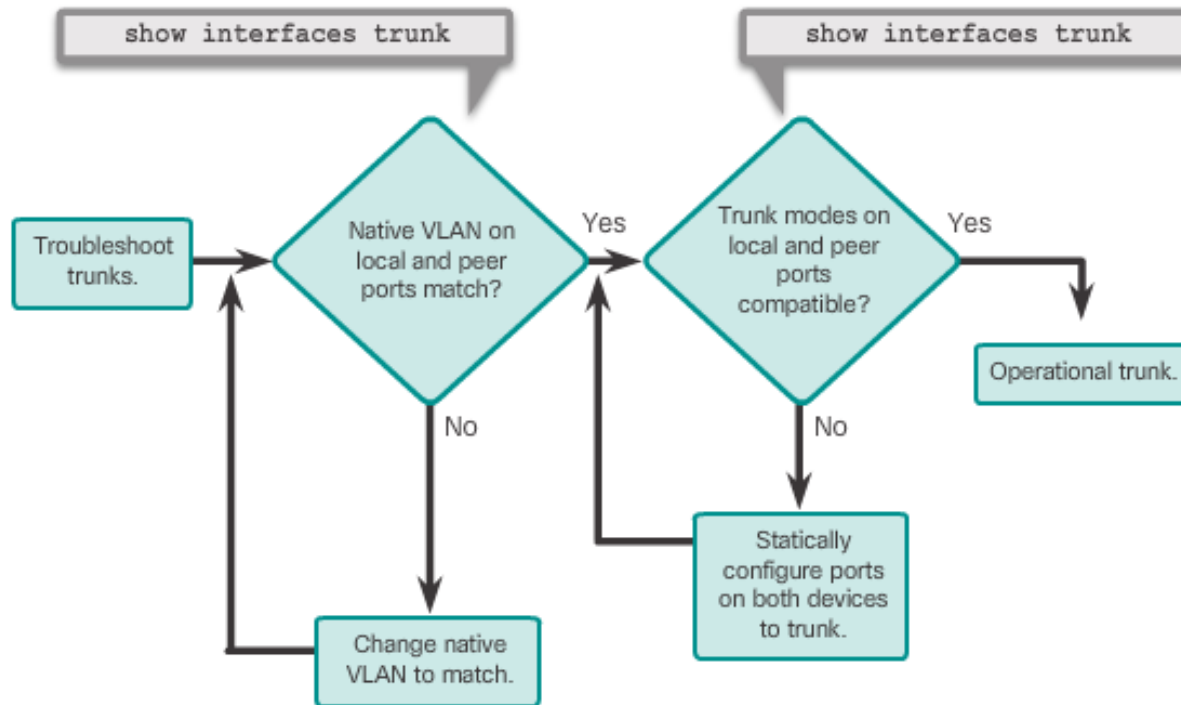 show interfaces trunk
show interfaces trunk
Troubleshoot
trunks.
Native VLAN on
local and peer
ports match?
Yes
Trunk modes on
local and peer
ports
compatible?
Yes
Operational trunk.
No
No
Statically
configure ports
on both devices
to trunk.
Change native
VLAN to match.